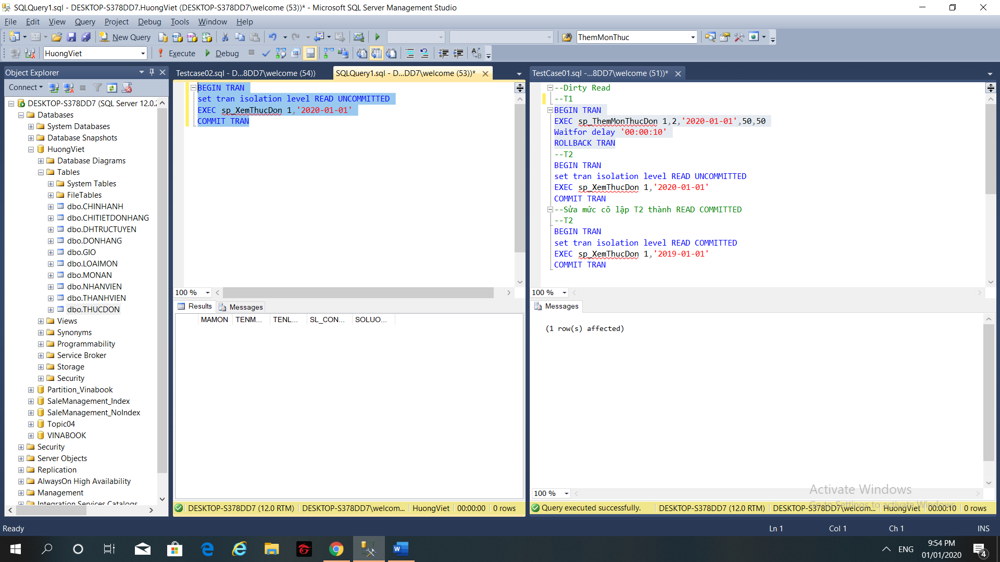 SQLQuery1.sql - DESKTOP-S378DD7.HuongViet (DESKTOP-S378DD7\welcome (53))* - Microsoft SQL Server Management Studio
File Edit View Query Project Debug Tools Window Help
New Query ThemMonThuc
HuongViet Execute Debug
Object Explorer
Connect
DESKTOP-S378DD7 (SQL Server 12.0.2
Databases
System Databases
Database Snapshots
HuongViet
Database Diagrams
Tables
System Tables
FileTables
dbo.CHINHANH
dbo.CHITIETDONHANG
dbo.DHTRUCTUYEN
dbo.DONHANG
dbo.GIO
dbo.LOAIMON
dbo.MONAN
dbo.NHANVIEN
dbo.THANHVIEN
dbo.THUCDON
Views
Synonyms
Programmability
Service Broker
Storage
Security
Partition_Vinabook
SaleManagement_Index
SaleManagement_NoIndex
Topic04
VINABOOK
Security
Server Objects
Replication
AlwaysOn High Availability
Management
Integration Services Catalogs
Testcase02.sql - D...8DD7\welcome (54)) SQLQuery1.sql - D...DD7\welcome (53))*
BEGIN TRAN
set tran isolation level READ UNCOMMITTED
EXEC sp_XemThucDon 1,'2020-01-01'
COMMIT TRAN
100 %
Results Messages
MAMON TENM... TENL... SL_CON... SOLUO...
DESKTOP-S378DD7 (12.0 RTM) DESKTOP-S378DD7\welcom... HuongViet 00:00:00 0 rows
TestCase01.sql -...8DD7\welcome (51))*
--Dirty Read
--T1
BEGIN TRAN
EXEC sp_ThemMonThucDon 1,2,'2020-01-01',50,50
Waitfor delay '00:00:10'
ROLLBACK TRAN
--T2
BEGIN TRAN
set tran isolation level READ UNCOMMITTED
EXEC sp_XemThucDon 1,'2020-01-01'
COMMIT TRAN
--Sửa mức cô lập T2 thành READ COMMITTED
--T2
BEGIN TRAN
set tran isolation level READ COMMITTED
EXEC sp_XemThucDon 1,'2019-01-01'
COMMIT TRAN
100 %
Messages
(1 row(s) affected)
100 %
Activate Windows
Go to Settings to activate Windows.
Query executed successfully. DESKTOP-S378DD7 (12.0 RTM) DESKTOP-S378DD7\welcom... HuongViet 00:00:10 0 rows
Ready Ln 1 Col 1 Ch 1 INS
ENG 9:54 PM
01/01/2020
4